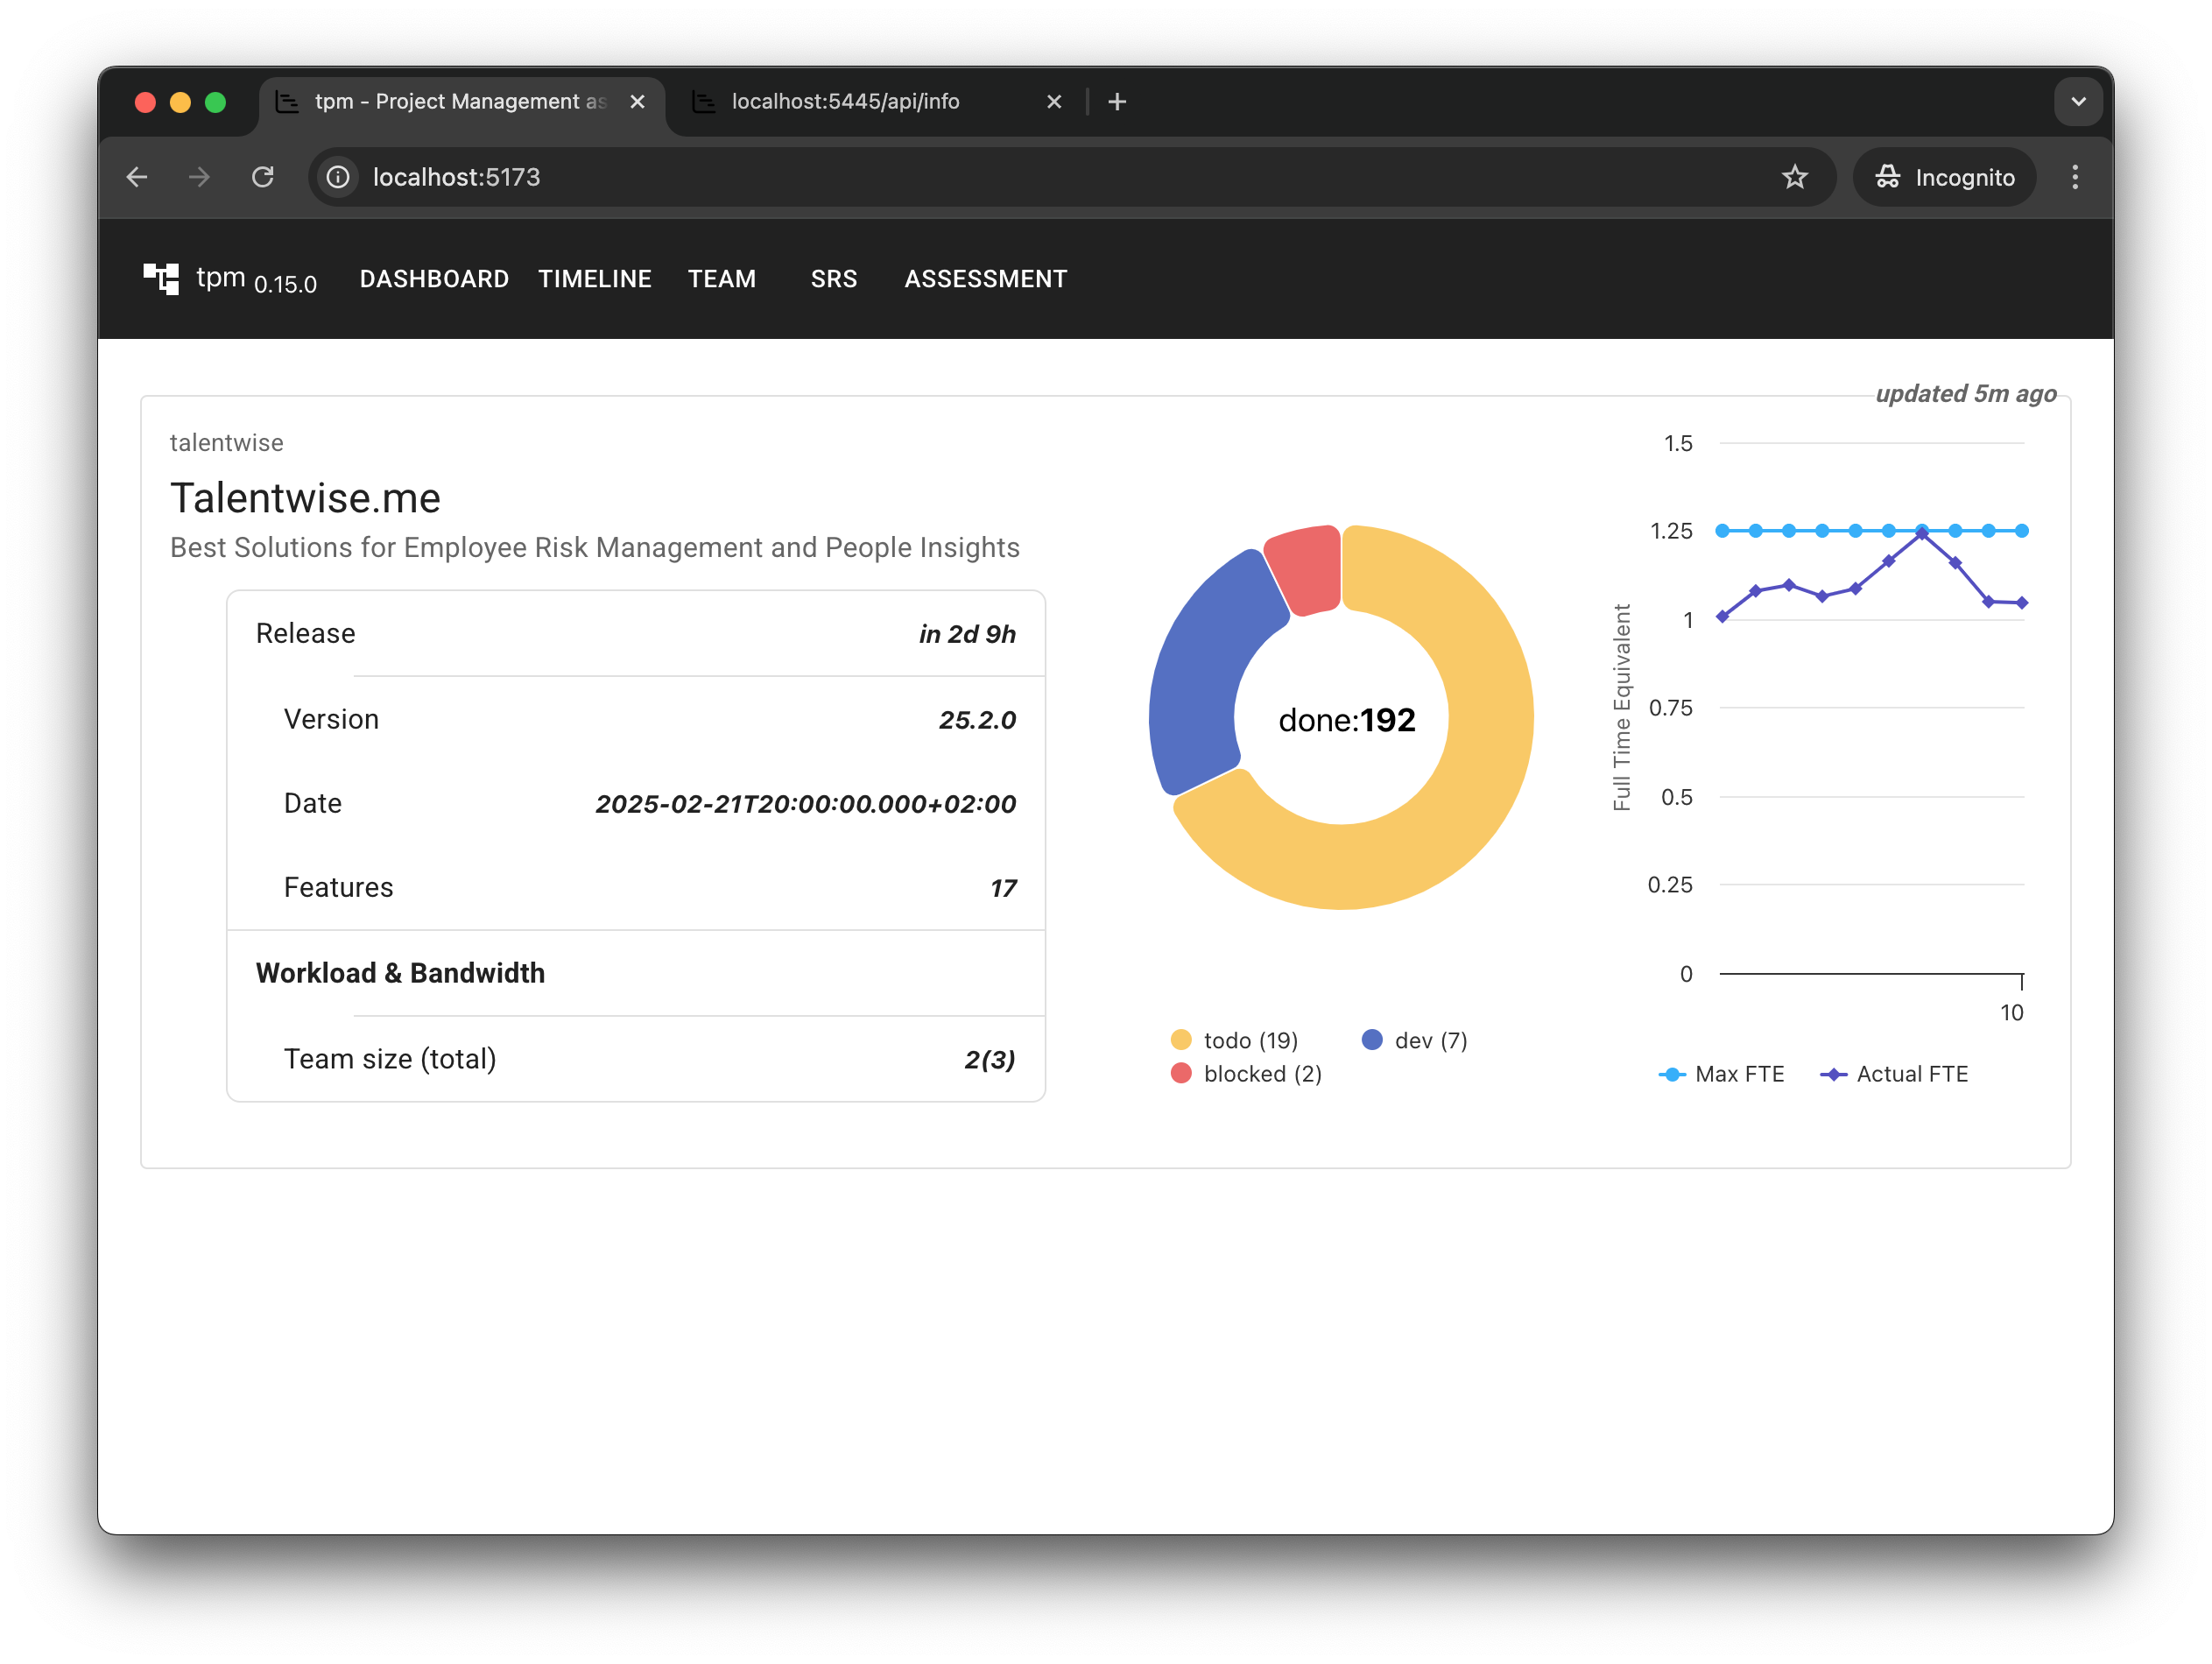 tpm - Project Management as
localhost:5445/api/info
localhost:5173
Incognito
tpm 0.15.0 DASHBOARD TIMELINE TEAM SRS ASSESSMENT
updated 5m ago
talentwise
Talentwise.me
Best Solutions for Employee Risk Management and People Insights
Release in 2d 9h
Version 25.2.0
Date 2025-02-21T20:00:00.000+02:00
Features 17
Workload & Bandwidth
Team size (total) 2(3)
done:192
todo (19) dev (7)
blocked (2)
Full Time Equivalent
1.5
1.25
1
0.75
0.5
0.25
0
10
Max FTE Actual FTE